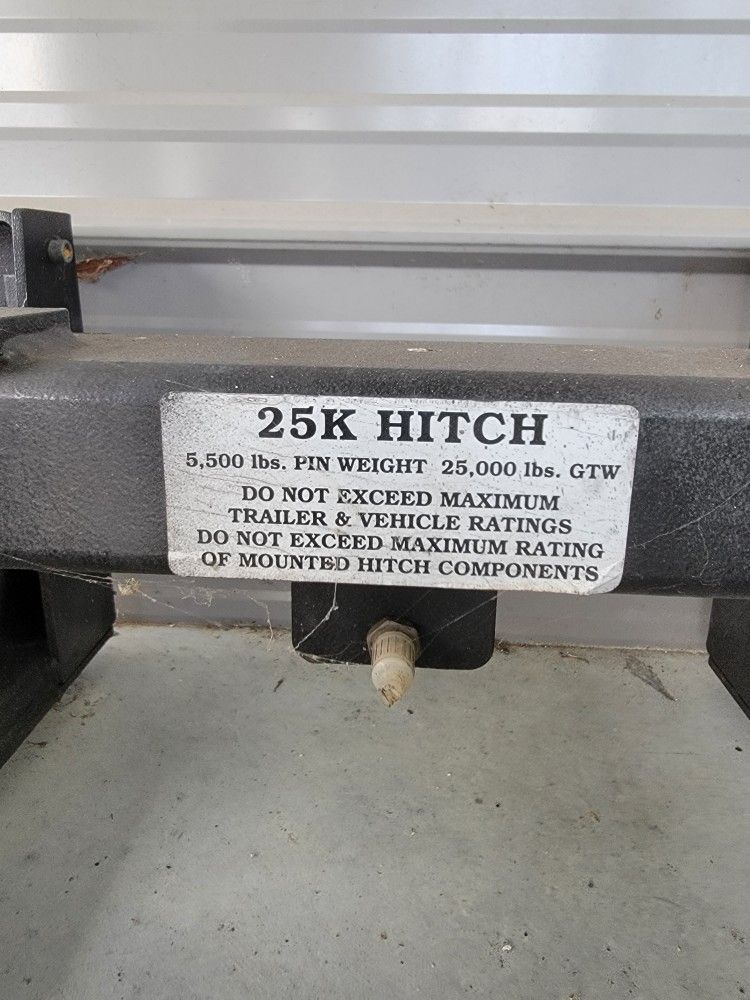 25K HITCH
5,500 lbs. PIN WEIGHT 25,000 lbs. GTW
DO NOT EXCEED MAXIMUM
TRAILER & VEHICLE RATINGS
DO NOT EXCEED MAXIMUM RATING
OF MOUNTED HITCH COMPONENTS